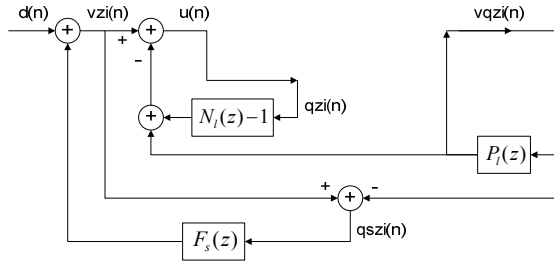 d(n) vzi(n) u(n) vqzi(n)
+
+
+
-
qzi(n)
N_l(z)-1
+
P_l(z)
+
+
-
qszi(n)
F_s(z)